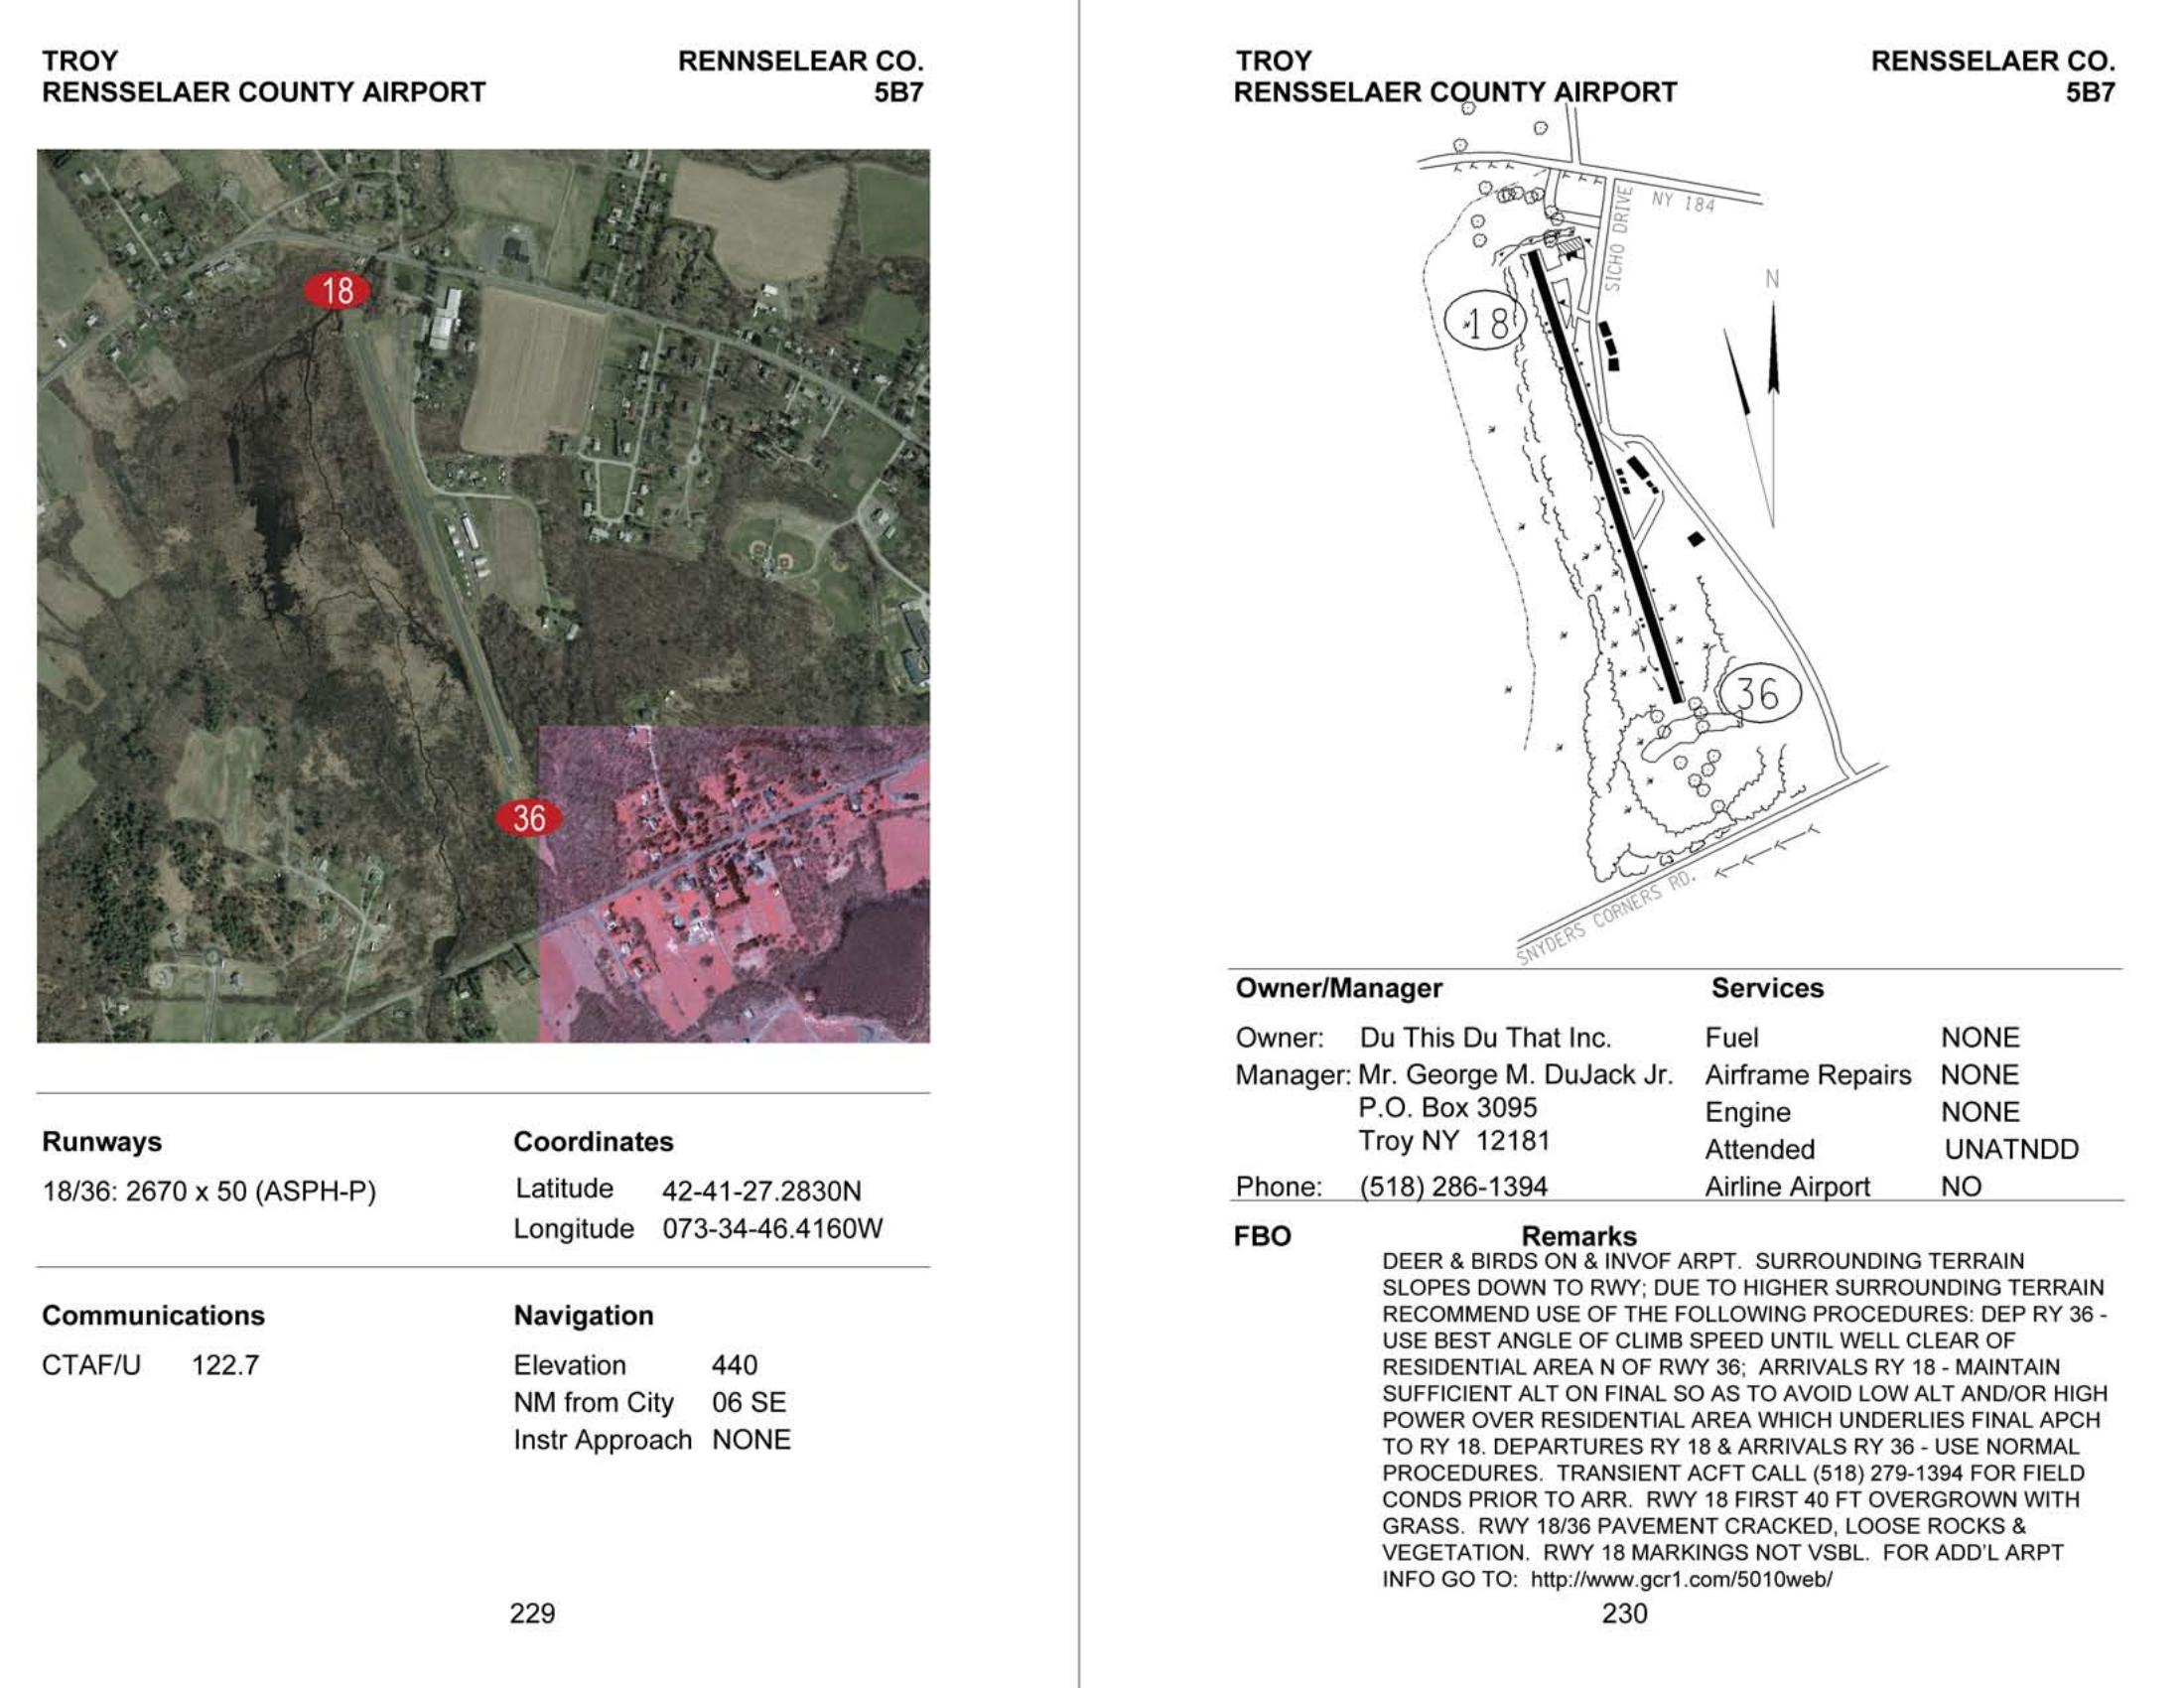 TROY
RENNSELEAR CO.
RENSSELAER COUNTY AIRPORT
5B7
18
36
Runways
18/36: 2670 x 50 (ASPH-P)
Coordinates
Latitude 42-41-27.2830N
Longitude 073-34-46.4160W
Communications
CTAF/U 122.7
Navigation
Elevation 440
NM from City 06 SE
Instr Approach NONE
229
TROY
RENSSELAER CO.
RENSSELAER COUNTY AIRPORT
5B7
NY 184
SICHO DRIVE
N
18
36
SNYDERS CORNERS RD.
Owner/Manager
Owner: Du This Du That Inc.
Manager: Mr. George M. DuJack Jr.
P.O. Box 3095
Troy NY 12181
Phone: (518) 286-1394
Services
Fuel NONE
Airframe Repairs NONE
Engine NONE
Attended UNATNDD
Airline Airport NO
FBO
Remarks
DEER & BIRDS ON & INVOF ARPT. SURROUNDING TERRAIN
SLOPES DOWN TO RWY; DUE TO HIGHER SURROUNDING TERRAIN
RECOMMEND USE OF THE FOLLOWING PROCEDURES: DEP RY 36 -
USE BEST ANGLE OF CLIMB SPEED UNTIL WELL CLEAR OF
RESIDENTIAL AREA N OF RWY 36; ARRIVALS RY 18 - MAINTAIN
SUFFICIENT ALT ON FINAL SO AS TO AVOID LOW ALT AND/OR HIGH
POWER OVER RESIDENTIAL AREA WHICH UNDERLIES FINAL APCH
TO RY 18. DEPARTURES RY 18 & ARRIVALS RY 36 - USE NORMAL
PROCEDURES. TRANSIENT ACFT CALL (518) 279-1394 FOR FIELD
CONDS PRIOR TO ARR. RWY 18 FIRST 40 FT OVERGROWN WITH
GRASS. RWY 18/36 PAVEMENT CRACKED, LOOSE ROCKS &
VEGETATION. RWY 18 MARKINGS NOT VSBL. FOR ADD'L ARPT
INFO GO TO: http://www.gcr1.com/5010web/
230